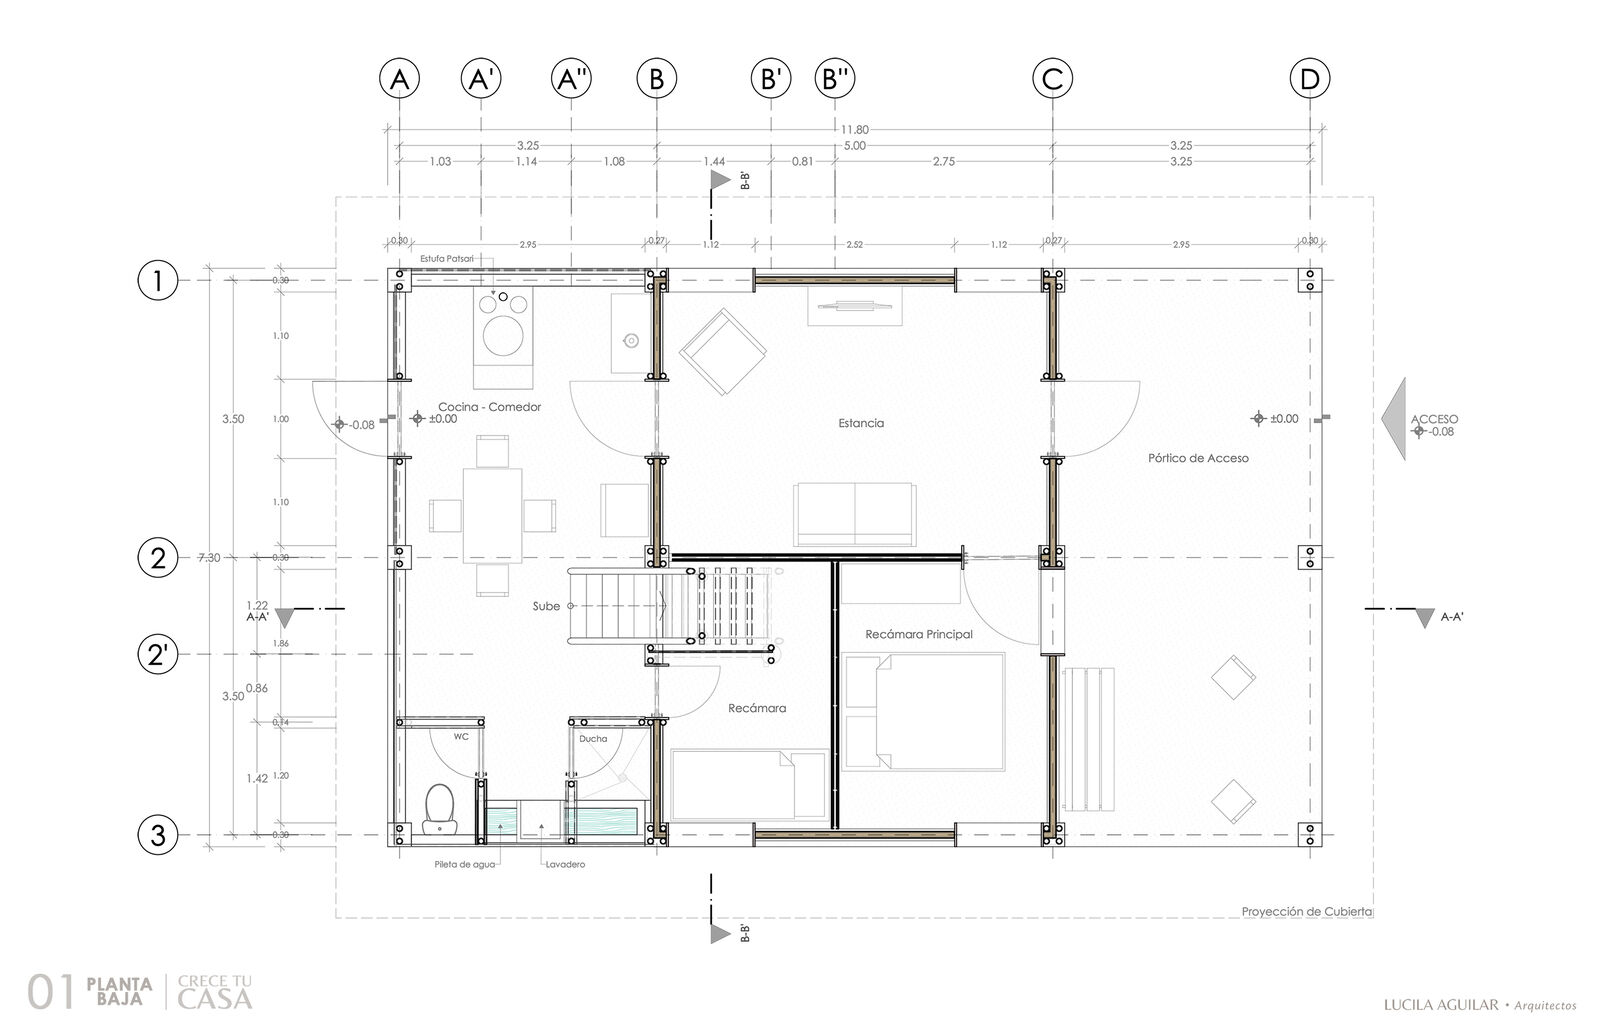 A A' A" B B' B" C D
11.80
3.25 5.00 3.25
1.03 1.14 1.08 1.44 0.81 2.75 3.25
B-B'
0.30 2.95 0.27 1.12 2.52 1.12 0.27 2.95 0.30
Estufa Patsari
1
0.30
1.10
Cocina - Comedor
3.50 1.00 -0.08 ±0.00 Estancia ±0.00 ACCESO
-0.08
Pórtico de Acceso
1.10
2
7.30 0.30
1.22 Sube
A-A' A-A'
1.86 Recámara Principal
2'
3.50 0.86
Recámara
0.14
WC Ducha
1.42 1.20
3
0.30
Pileta de agua Lavadero
Proyección de Cubierta
B-B'
01 PLANTA BAJA CRECE TU CASA
LUCILA AGUILAR • Arquitectos